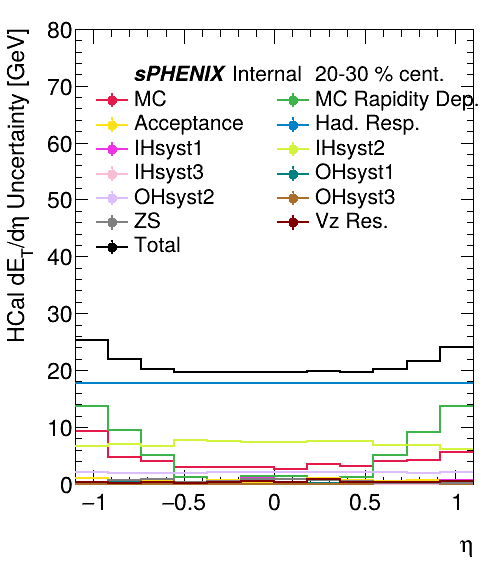 sPHENIX Internal 20-30 % cent.
MC
MC Rapidity Dep.
Acceptance
Had. Resp.
IHsyst1
IHsyst2
IHsyst3
OHsyst1
OHsyst2
OHsyst3
ZS
Vz Res.
Total
HCal dE_T/dη Uncertainty [GeV]
80
70
60
50
40
30
20
10
0
−1 −0.5 0 0.5 1
η